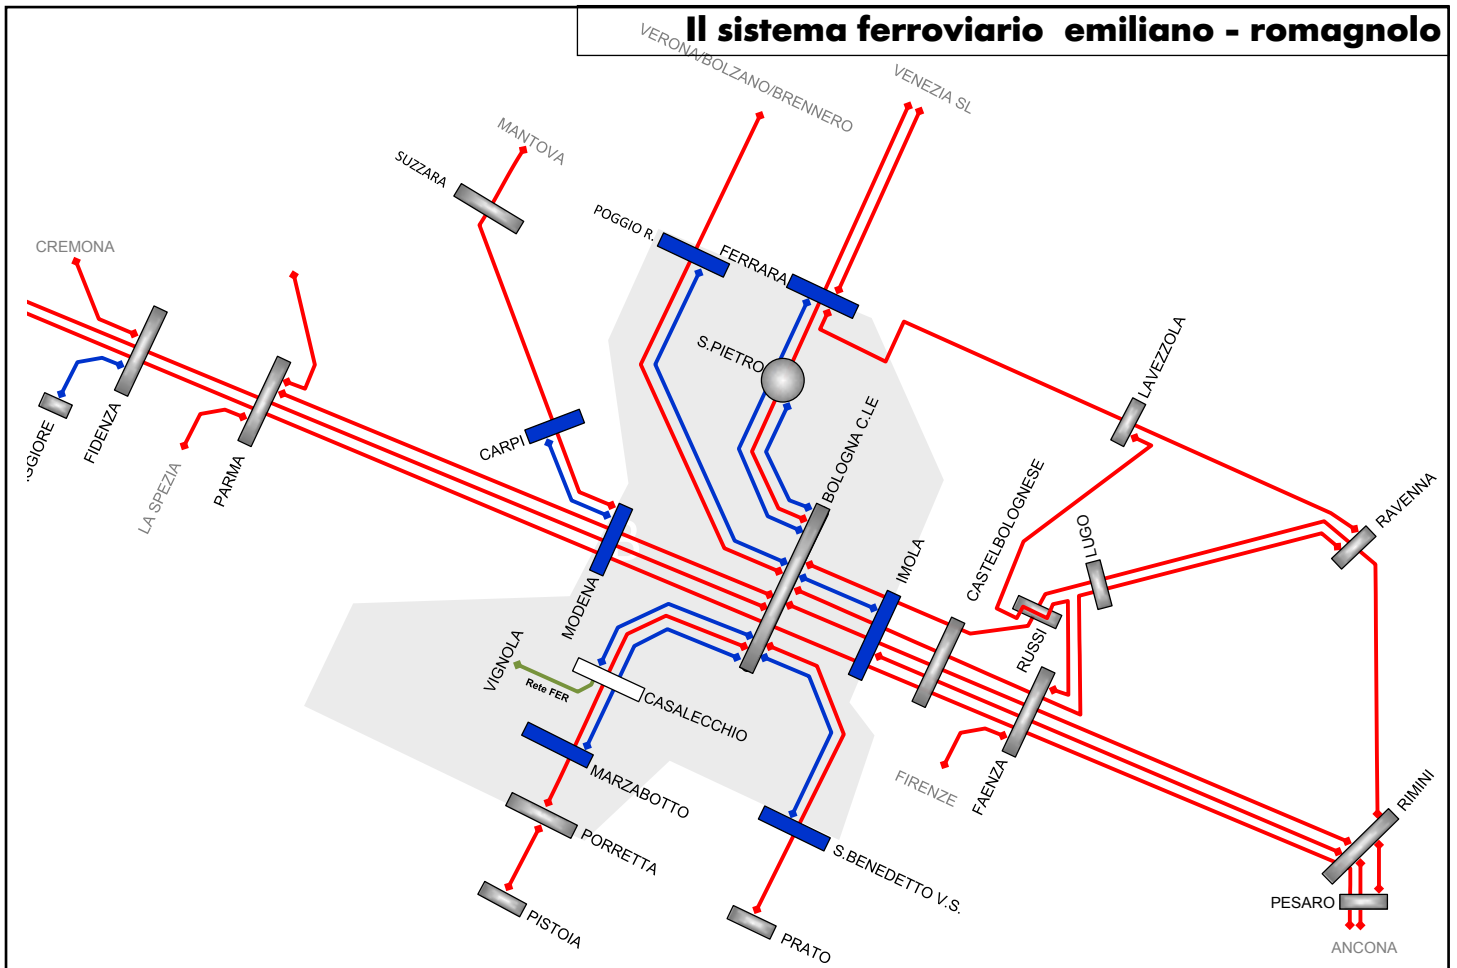 Il sistema ferroviario emiliano - romagnolo
VERONA/BOLZANO/BRENNERO
VENEZIA SL
MANTOVA
SUZZARA
POGGIO R.
FERRARA
CREMONA
S.PIETRO
LAVEZZOLA
BOLOGNA C.LE
CARPI
FIDENZA
PARMA
LA SPEZIA
CASTELBOLOGNESE
LUGO
RAVENNA
IMOLA
MODENA
RUSSI
VIGNOLA
Rete FER
CASALECCHIO
MARZABOTTO
FIRENZE
FAENZA
RIMINI
PORRETTA
S.BENEDETTO V.S.
PISTOIA
PRATO
PESARO
ANCONA